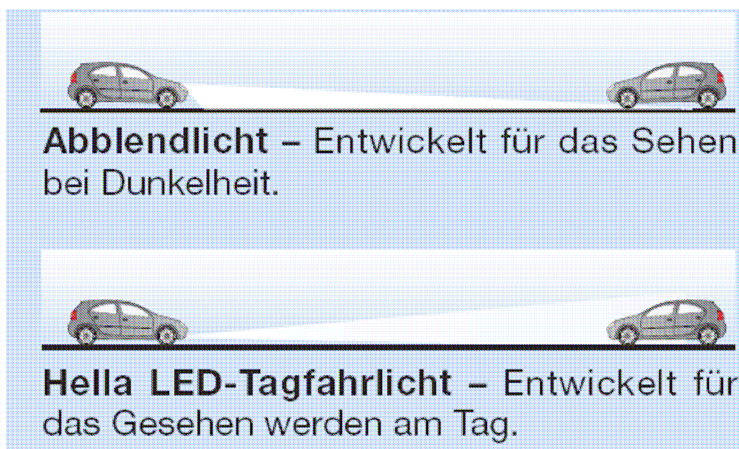 Abblendlicht – Entwickelt für das Sehen
bei Dunkelheit.
Hella LED-Tagfahrlicht – Entwickelt für
das Gesehen werden am Tag.